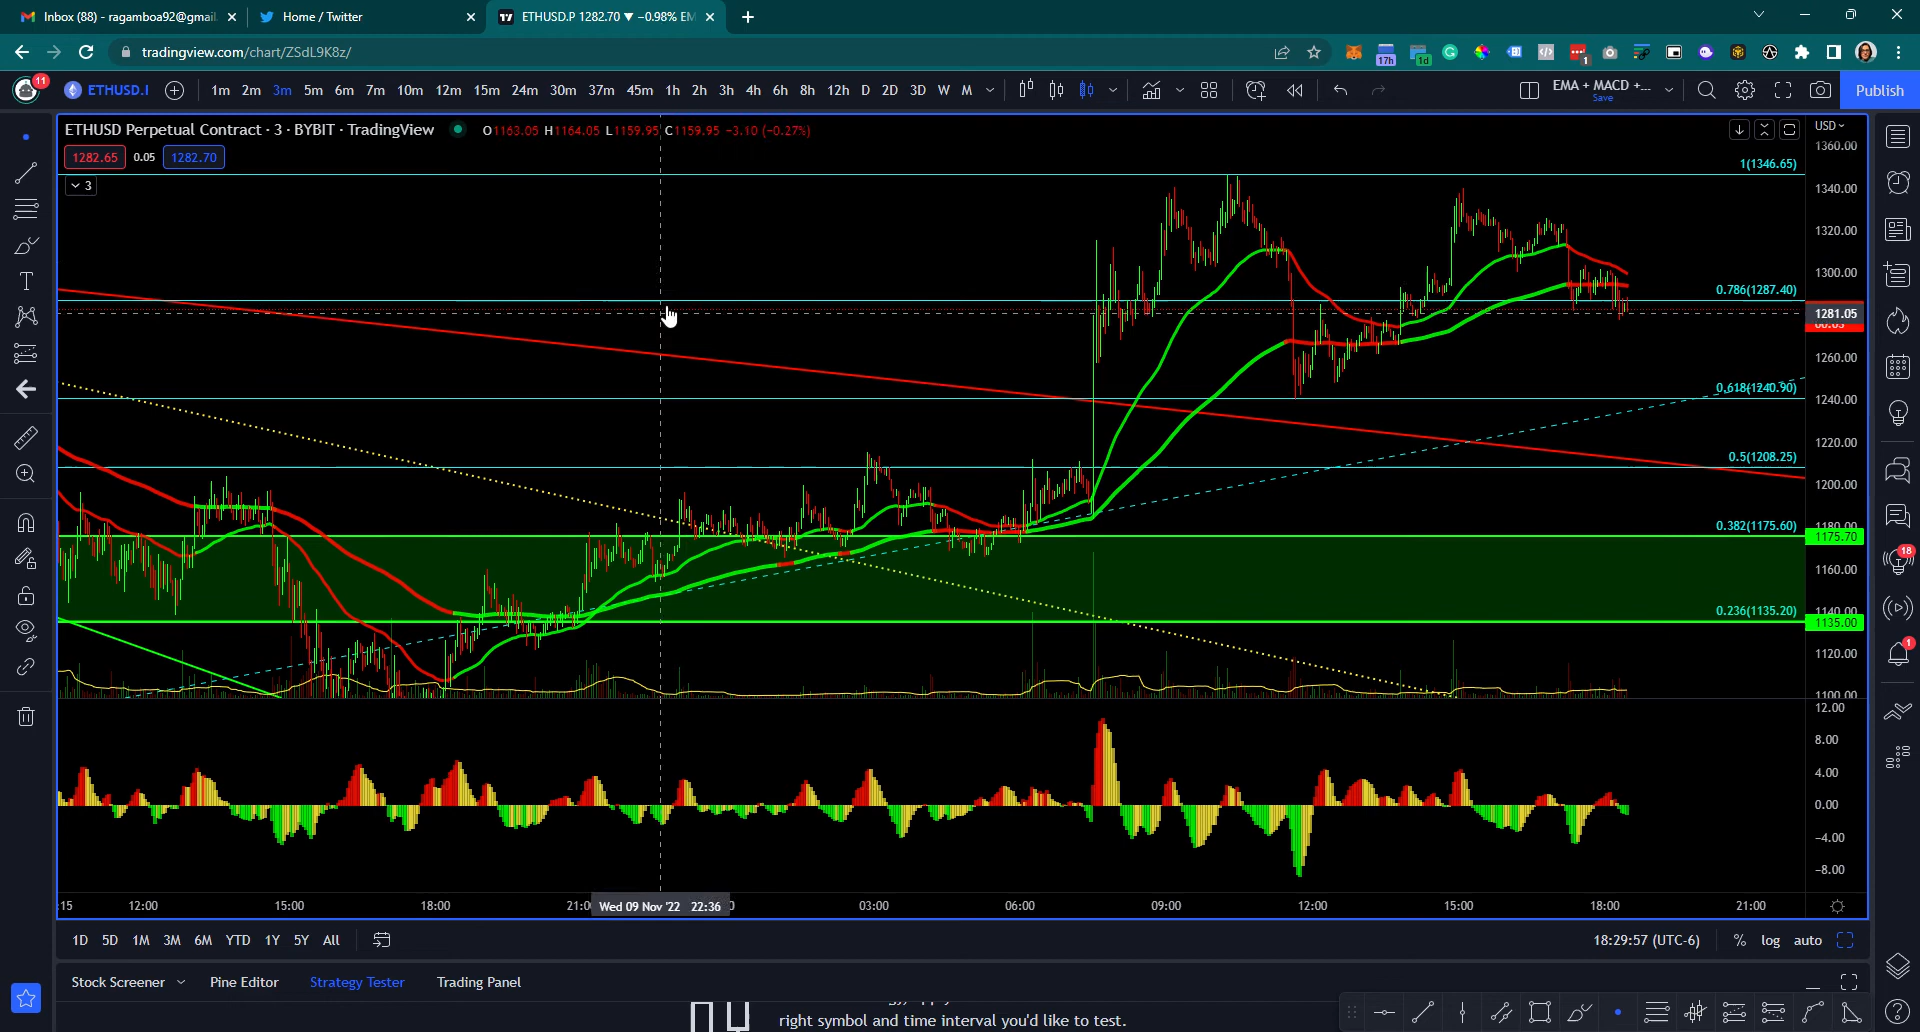 Inbox (88) - ragamboa92@gmail.
Home / Twitter
ETHUSD.P 1282.70 ▼ −0.98% EM
tradingview.com/chart/ZSdL9K8z/
17h
1d
1
11
ETHUSD.I
1m 2m 3m 5m 6m 7m 10m 12m 15m 24m 30m 37m 45m 1h 2h 3h 4h 6h 8h 12h D 2D 3D W M
EMA + MACD +...
Save
Publish
ETHUSD Perpetual Contract · 3 · BYBIT · TradingView
O1163.05 H1164.05 L1159.95 C1159.95 −3.10 (−0.27%)
USD
1282.65 0.05 1282.70
3
1360.00
1(1346.65)
1340.00
1320.00
1300.00
0.786(1287.40)
1281.05
1260.00
0.618(1240.90)
1240.00
1220.00
0.5(1208.25)
1200.00
0.382(1175.60)
1180.00
1175.70
1160.00
0.236(1135.20)
1140.00
1135.00
1120.00
1100.00
12.00
8.00
4.00
0.00
−4.00
−8.00
18
1
:15 12:00 15:00 18:00 21:0 Wed 09 Nov '22 22:36 03:00 06:00 09:00 12:00 15:00 18:00 21:00
1D 5D 1M 3M 6M YTD 1Y 5Y All
18:29:57 (UTC-6) % log auto
Stock Screener Pine Editor Strategy Tester Trading Panel
right symbol and time interval you'd like to test.